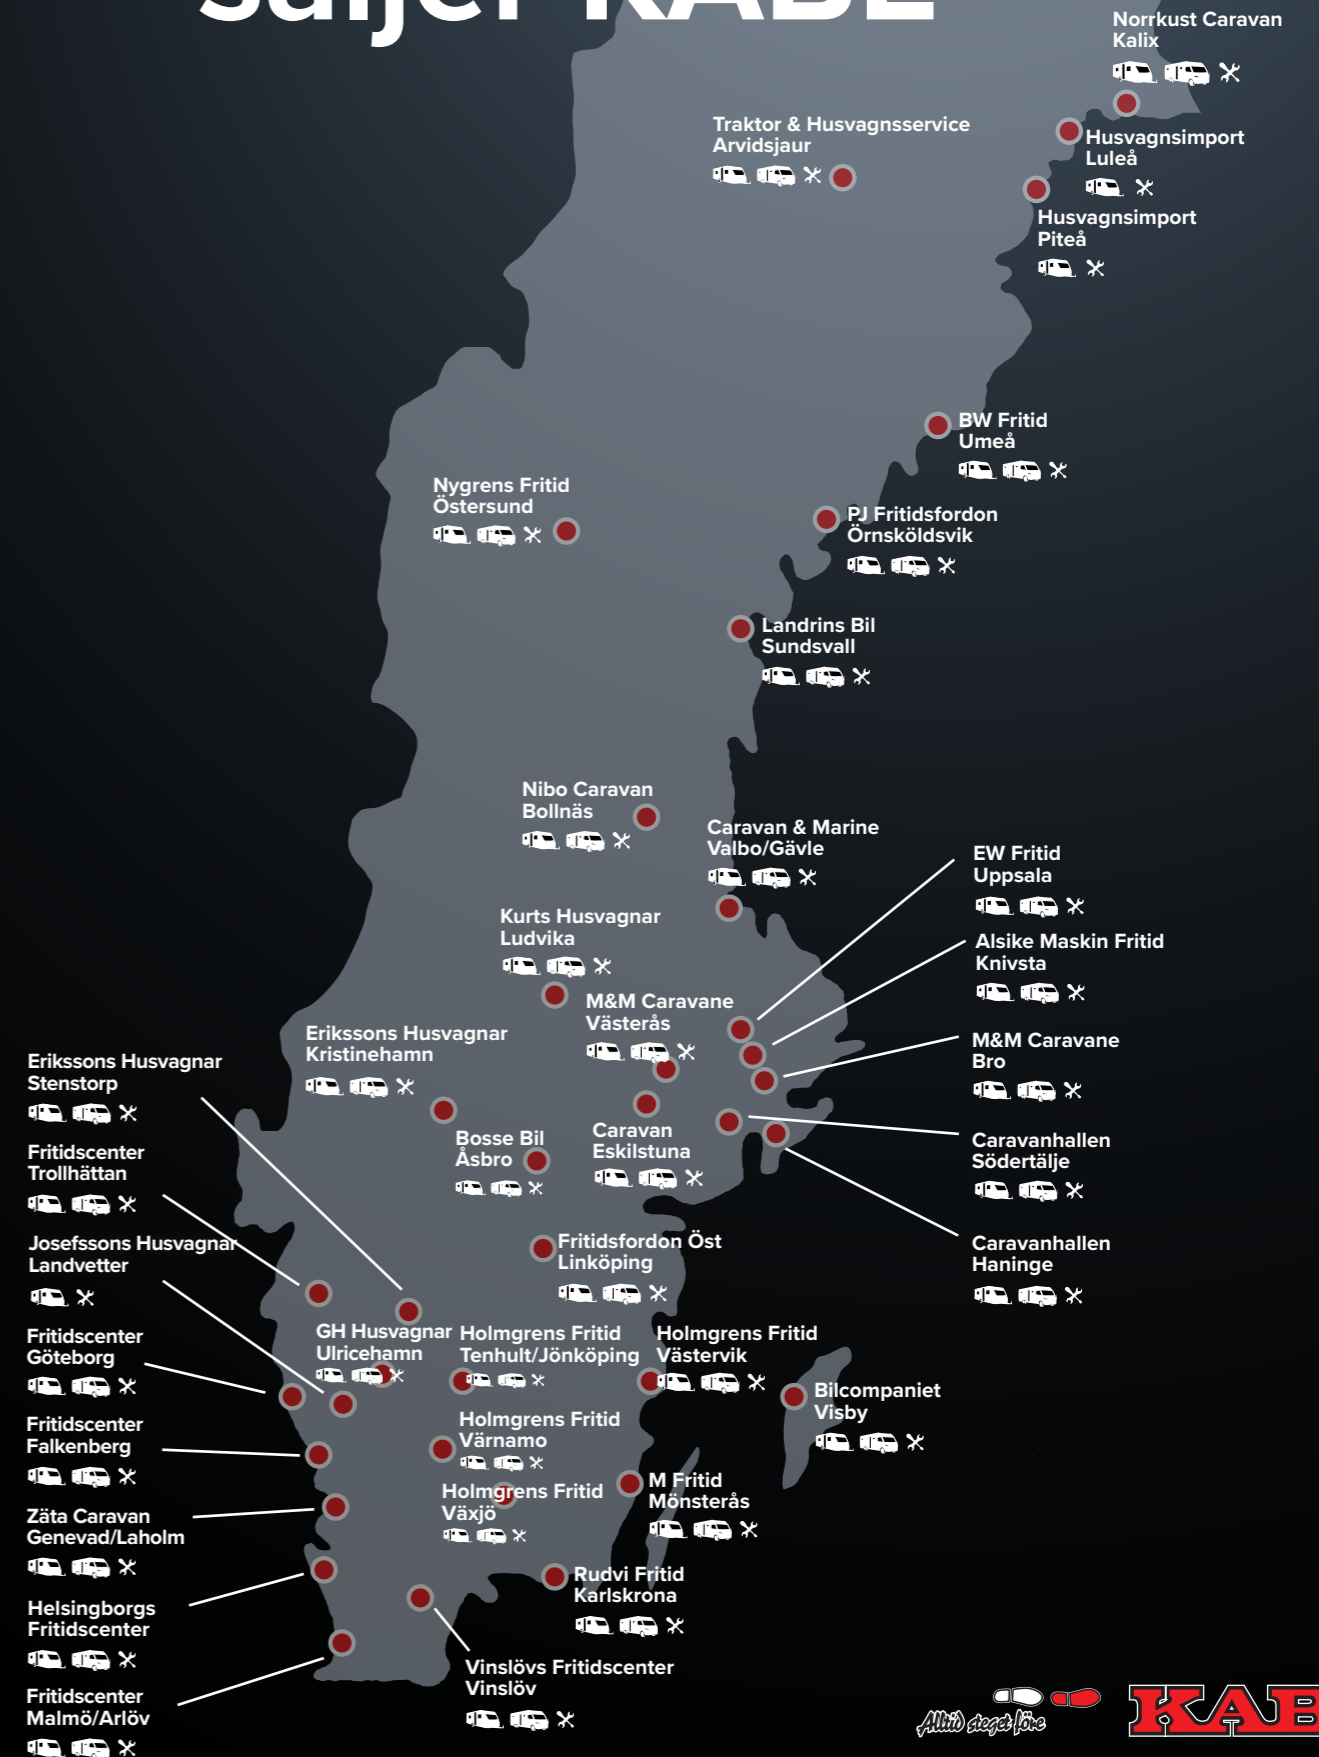 säljer KABE
Norrkust Caravan
Kalix
Traktor & Husvagnsservice
Arvidsjaur
Husvagnsimport
Luleå
Husvagnsimport
Piteå
BW Fritid
Umeå
Nygrens Fritid
Östersund
PJ Fritidsfordon
Örnsköldsvik
Landrins Bil
Sundsvall
Nibo Caravan
Bollnäs
Caravan & Marine
Valbo/Gävle
EW Fritid
Uppsala
Kurts Husvagnar
Ludvika
Alsike Maskin Fritid
Knivsta
M&M Caravane
Västerås
Erikssons Husvagnar
Kristinehamn
M&M Caravane
Bro
Erikssons Husvagnar
Stenstorp
Bosse Bil
Åsbro
Caravan
Eskilstuna
Caravanhallen
Södertälje
Fritidscenter
Trollhättan
Josefssons Husvagnar
Landvetter
Fritidsfordon Öst
Linköping
Caravanhallen
Haninge
Fritidscenter
Göteborg
GH Husvagnar
Ulricehamn
Holmgrens Fritid
Tenhult/Jönköping
Holmgrens Fritid
Västervik
Bilcompaniet
Visby
Fritidscenter
Falkenberg
Holmgrens Fritid
Värnamo
Holmgrens Fritid
Växjö
M Fritid
Mönsterås
Zäta Caravan
Genevad/Laholm
Rudvi Fritid
Karlskrona
Helsingborgs
Fritidscenter
Vinslövs Fritidscenter
Vinslöv
Fritidscenter
Malmö/Arlöv
Alltid steget före
KAB